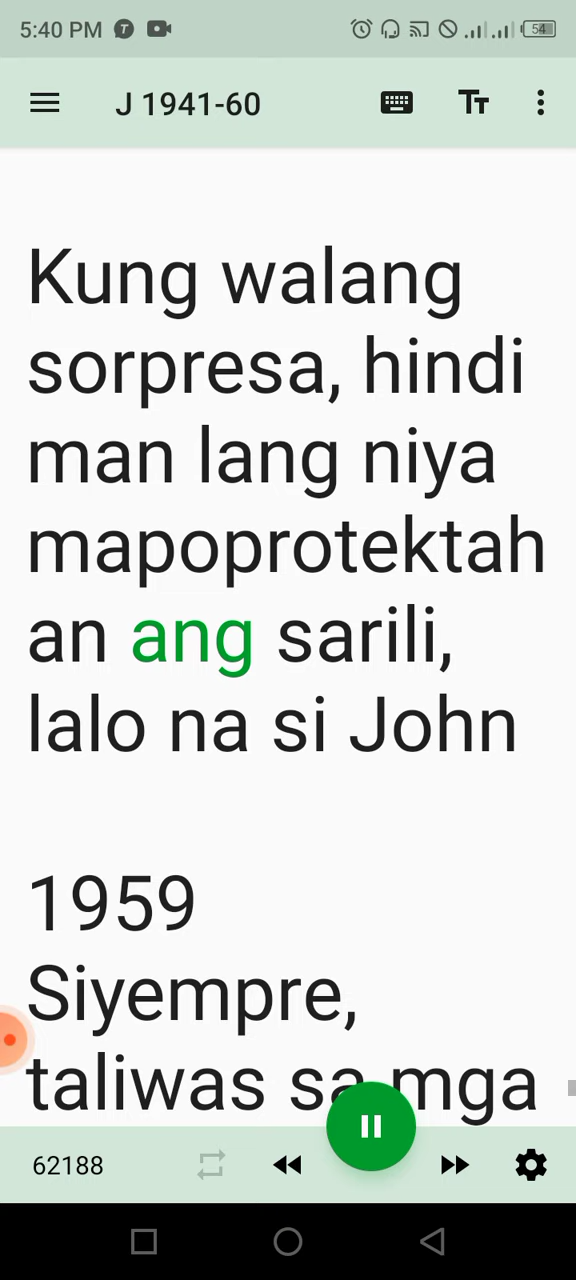 5:40 PM
54
J 1941-60
Kung walang
sorpresa, hindi
man lang niya
mapoprotektah
an ang sarili,
lalo na si John
1959
Siyempre,
taliwas sa mga
62188